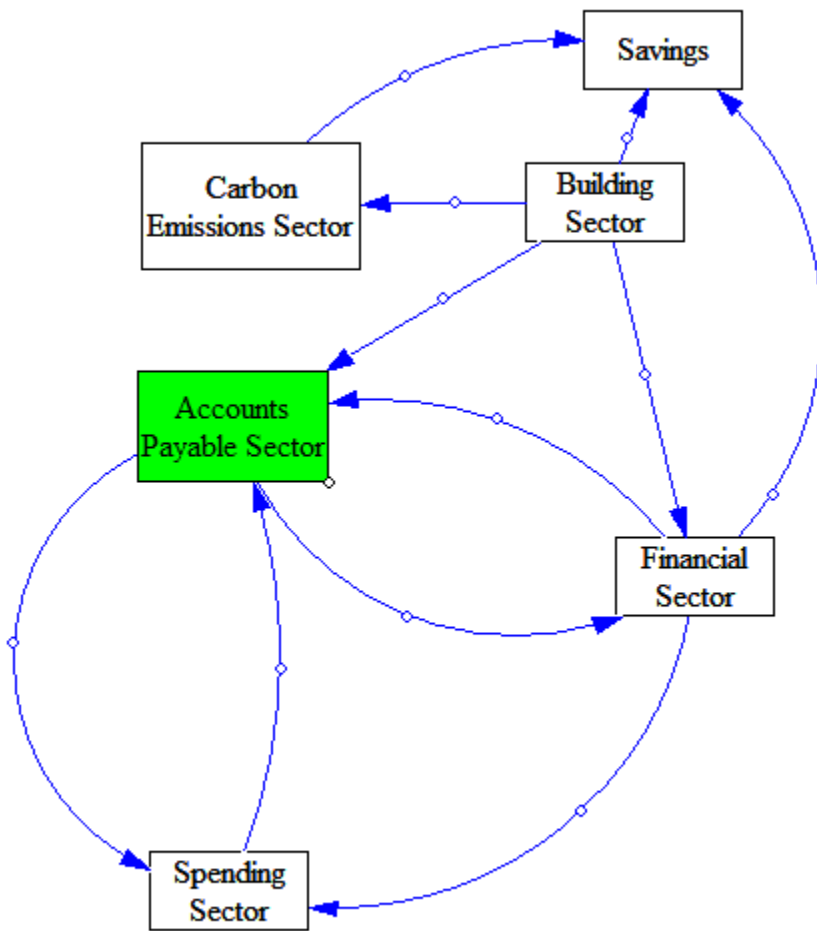 Savings
Carbon
Emissions Sector
Building
Sector
Accounts
Payable Sector
Financial
Sector
Spending
Sector